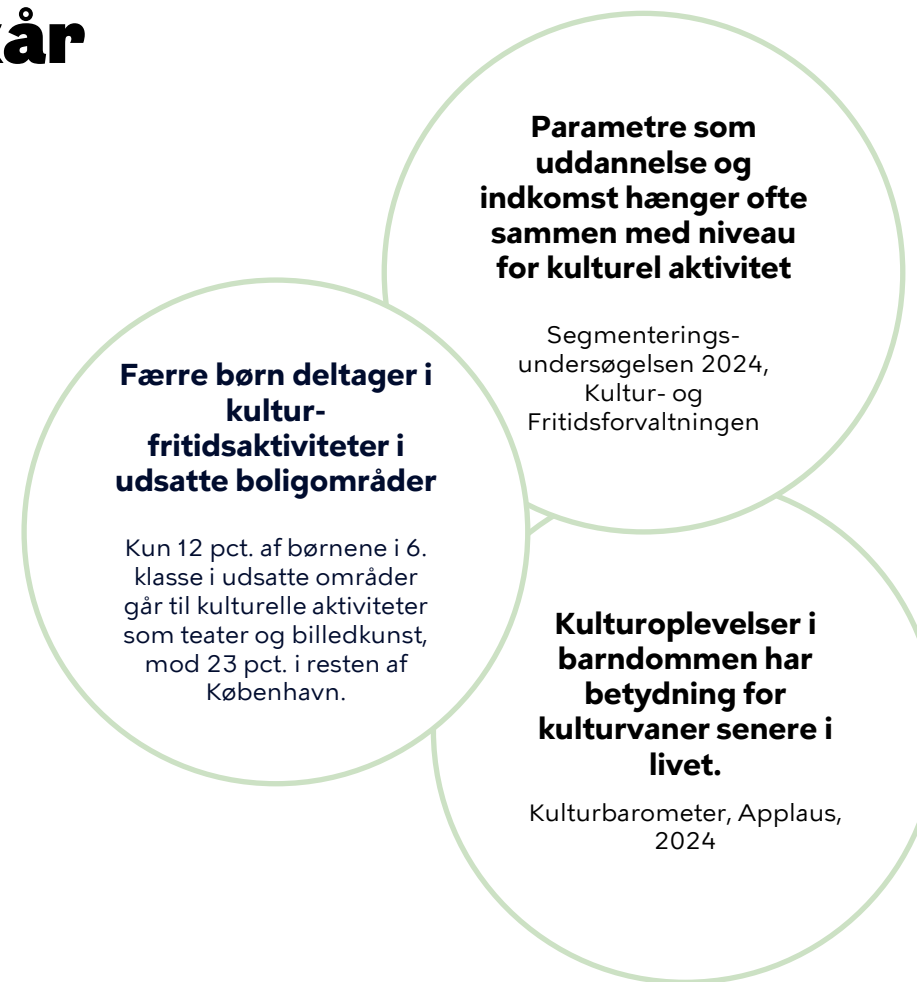 år
Parametre som
uddannelse og
indkomst hænger ofte
sammen med niveau
for kulturel aktivitet
Segmenterings-
undersøgelsen 2024,
Kultur- og
Fritidsforvaltningen
Færre børn deltager i
kultur-
fritidsaktiviteter i
udsatte boligområder
Kun 12 pct. af børnene i 6.
klasse i udsatte områder
går til kulturelle aktiviteter
som teater og billedkunst,
mod 23 pct. i resten af
København.
Kulturoplevelser i
barndommen har
betydning for
kulturvaner senere i
livet.
Kulturbarometer, Applaus,
2024